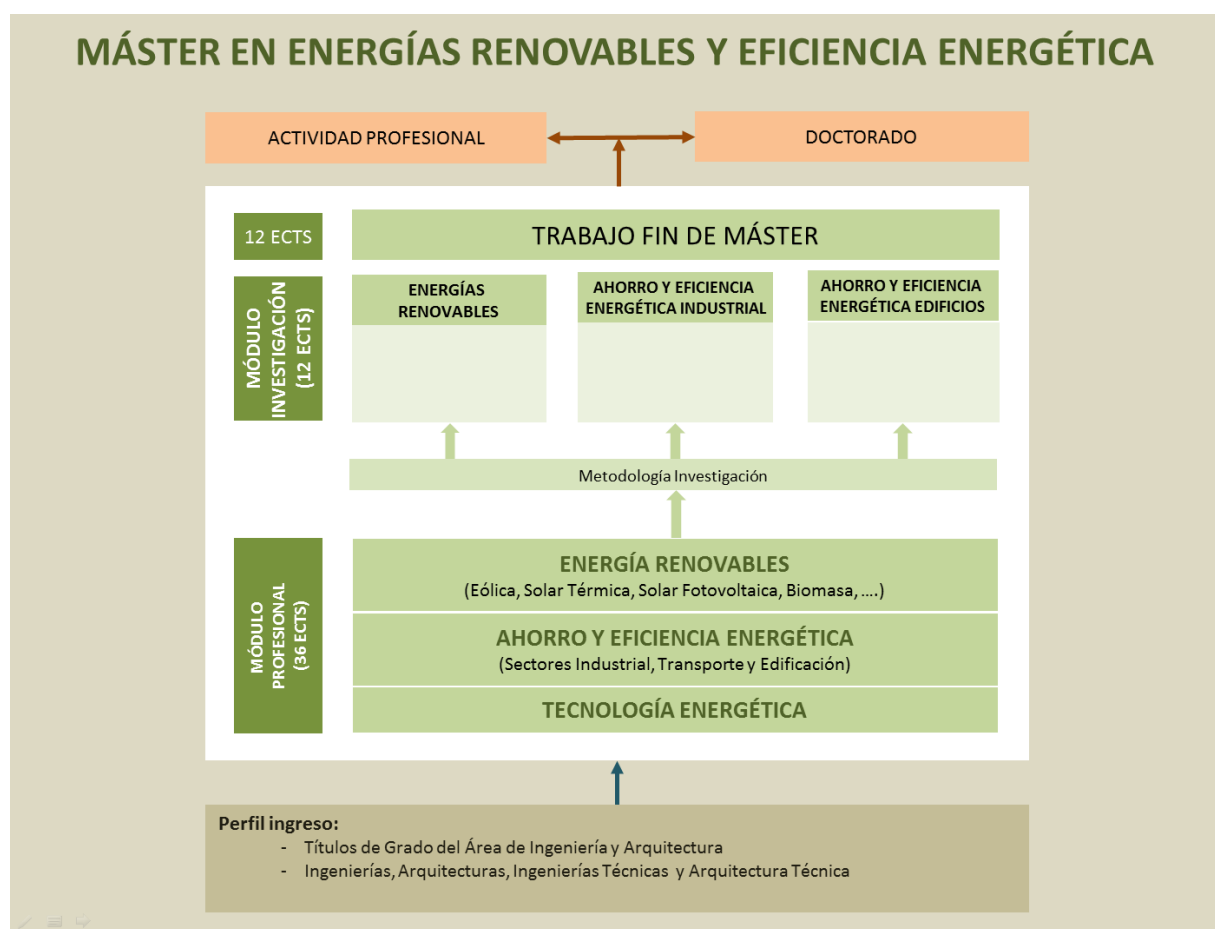 MÁSTER EN ENERGÍAS RENOVABLES Y EFICIENCIA ENERGÉTICA
ACTIVIDAD PROFESIONAL
DOCTORADO
12 ECTS
TRABAJO FIN DE MÁSTER
MÓDULO
INVESTIGACIÓN
(12 ECTS)
ENERGÍAS
RENOVABLES
AHORRO Y EFICIENCIA
ENERGÉTICA INDUSTRIAL
AHORRO Y EFICIENCIA
ENERGÉTICA EDIFICIOS
Metodología Investigación
MÓDULO
PROFESIONAL
(36 ECTS)
ENERGÍA RENOVABLES
(Eólica, Solar Térmica, Solar Fotovoltaica, Biomasa, ....)
AHORRO Y EFICIENCIA ENERGÉTICA
(Sectores Industrial, Transporte y Edificación)
TECNOLOGÍA ENERGÉTICA
Perfil ingreso:
- Títulos de Grado del Área de Ingeniería y Arquitectura
- Ingenierías, Arquitecturas, Ingenierías Técnicas y Arquitectura Técnica